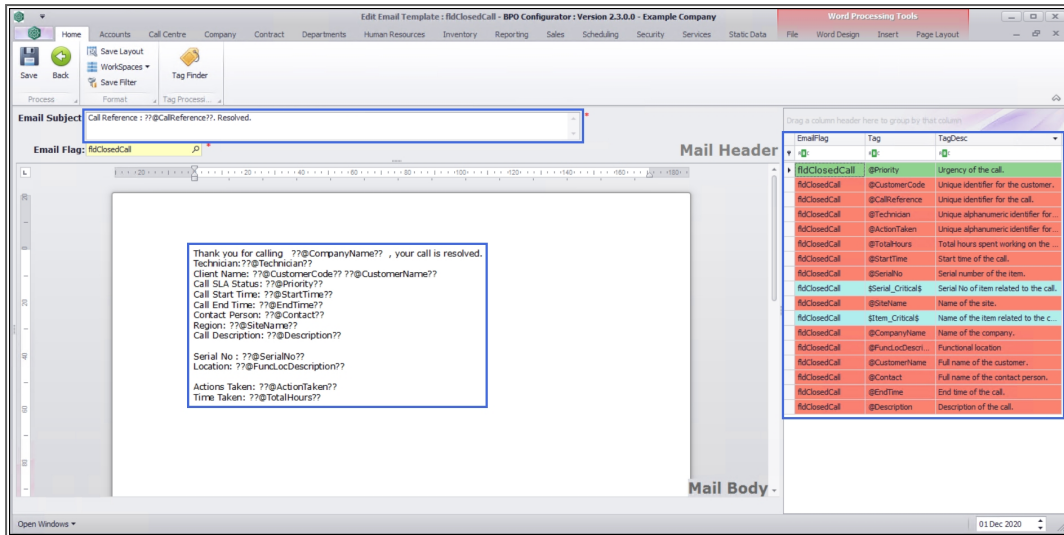 Edit Email Template : fldClosedCall - BPO Configurator : Version 2.3.0.0 - Example Company
Word Processing Tools
Home Accounts Call Centre Company Contract Departments Human Resources Inventory Reporting Sales Scheduling Security Services Static Data File Word Design Insert Page Layout
Save
Back
Save Layout
WorkSpaces
Save Filter
Tag Finder
Process Format Tag Processi...
Email Subject Call Reference : ??@CallReference??. Resolved. *
Email Flag: fldClosedCall *
Mail Header
Drag a column header here to group by that column
EmailFlag Tag TagDesc
fldClosedCall @Priority Urgency of the call.
fldClosedCall @CustomerCode Unique identifier for the customer.
fldClosedCall @CallReference Unique identifier for the call.
fldClosedCall @Technician Unique alphanumeric identifier for...
fldClosedCall @ActionTaken Unique alphanumeric identifier for...
fldClosedCall @TotalHours Total hours spent working on the ...
fldClosedCall @StartTime Start time of the call.
fldClosedCall @SerialNo Serial number of the item.
fldClosedCall $Serial_Critical$ Serial No of item related to the call.
fldClosedCall @SiteName Name of the site.
fldClosedCall $Item_Critical$ Name of the item related to the c...
fldClosedCall @CompanyName Name of the company.
fldClosedCall @FuncLocDescri... Functional location
fldClosedCall @CustomerName Full name of the customer.
fldClosedCall @Contact Full name of the contact person.
fldClosedCall @EndTime End time of the call.
fldClosedCall @Description Description of the call.
Thank you for calling ??@CompanyName?? , your call is resolved.
Technician:??@Technician??
Client Name: ??@CustomerCode?? ??@CustomerName??
Call SLA Status: ??@Priority??
Call Start Time: ??@StartTime??
Call End Time: ??@EndTime??
Contact Person: ??@Contact??
Region: ??@SiteName??
Call Description: ??@Description??
Serial No : ??@SerialNo??
Location: ??@FuncLocDescription??
Actions Taken: ??@ActionTaken??
Time Taken: ??@TotalHours??
Mail Body
Open Windows
01 Dec 2020